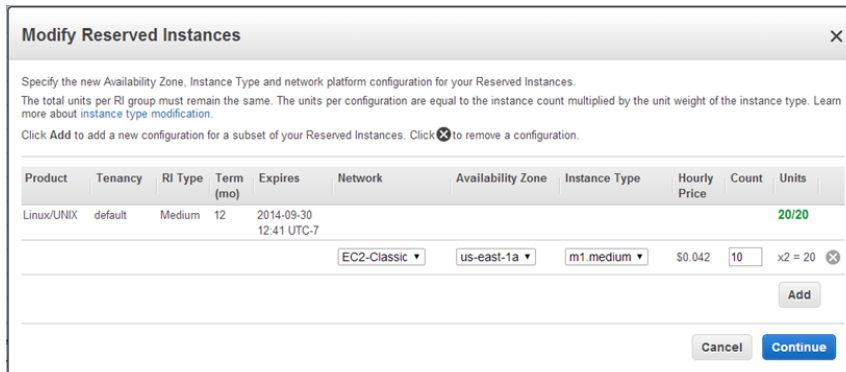 Modify Reserved Instances
Specify the new Availability Zone, Instance Type and network platform configuration for your Reserved Instances.
The total units per RI group must remain the same. The units per configuration are equal to the instance count multiplied by the unit weight of the instance type. Learn
more about instance type modification.
Click Add to add a new configuration for a subset of your Reserved Instances. Click to remove a configuration.
Product Tenancy RI Type Term (mo) Expires Network Availability Zone Instance Type Hourly Price Count Units
Linux/UNIX default Medium 12 2014-09-30 12:41 UTC-7 20/20
EC2-Classic us-east-1a m1.medium $0.042 10 x2 = 20
Add
Cancel Continue